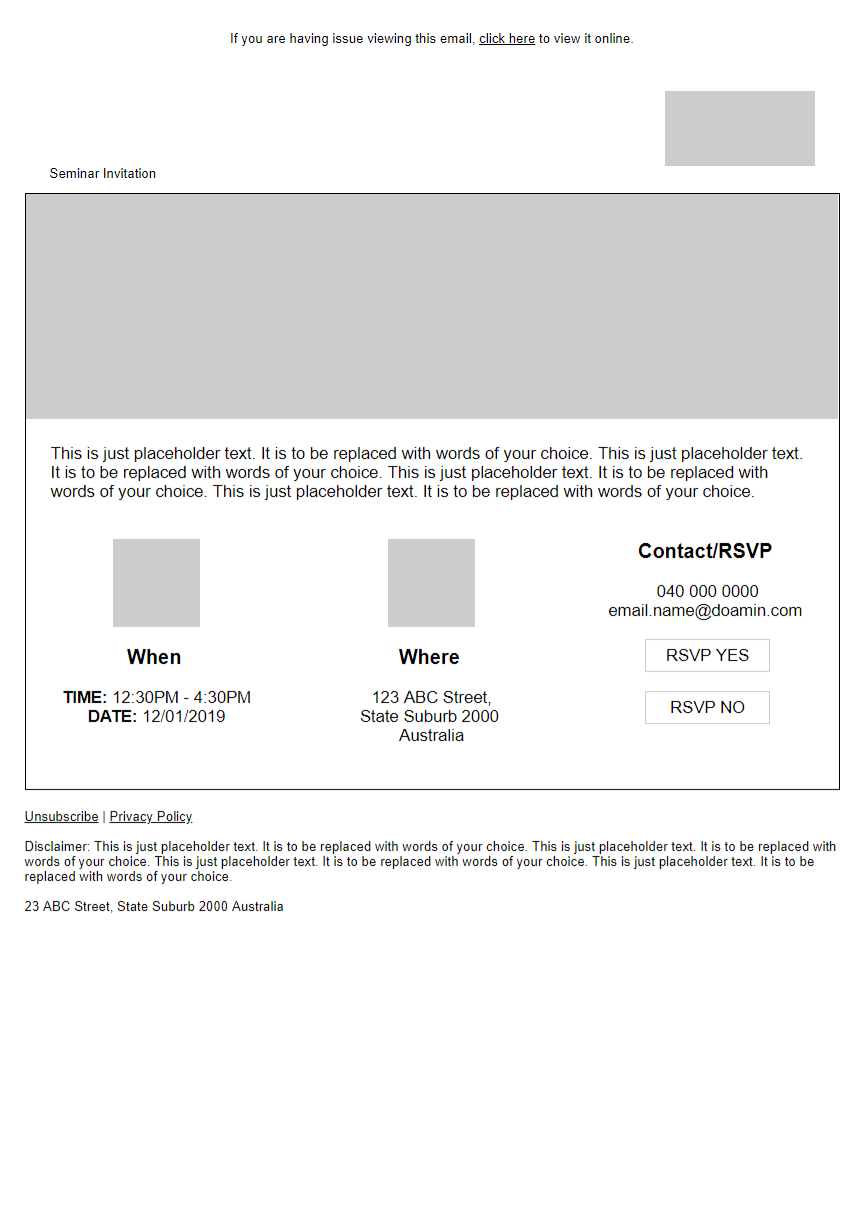 If you are having issue viewing this email, click here to view it online.
Seminar Invitation
This is just placeholder text. It is to be replaced with words of your choice. This is just placeholder text.
It is to be replaced with words of your choice. This is just placeholder text. It is to be replaced with
words of your choice. This is just placeholder text. It is to be replaced with words of your choice.
When
TIME: 12:30PM - 4:30PM
DATE: 12/01/2019
Where
123 ABC Street,
State Suburb 2000
Australia
Contact/RSVP
040 000 0000
email.name@doamin.com
RSVP YES
RSVP NO
Unsubscribe | Privacy Policy
Disclaimer: This is just placeholder text. It is to be replaced with words of your choice. This is just placeholder text. It is to be replaced with
words of your choice. This is just placeholder text. It is to be replaced with words of your choice. This is just placeholder text. It is to be
replaced with words of your choice.
23 ABC Street, State Suburb 2000 Australia